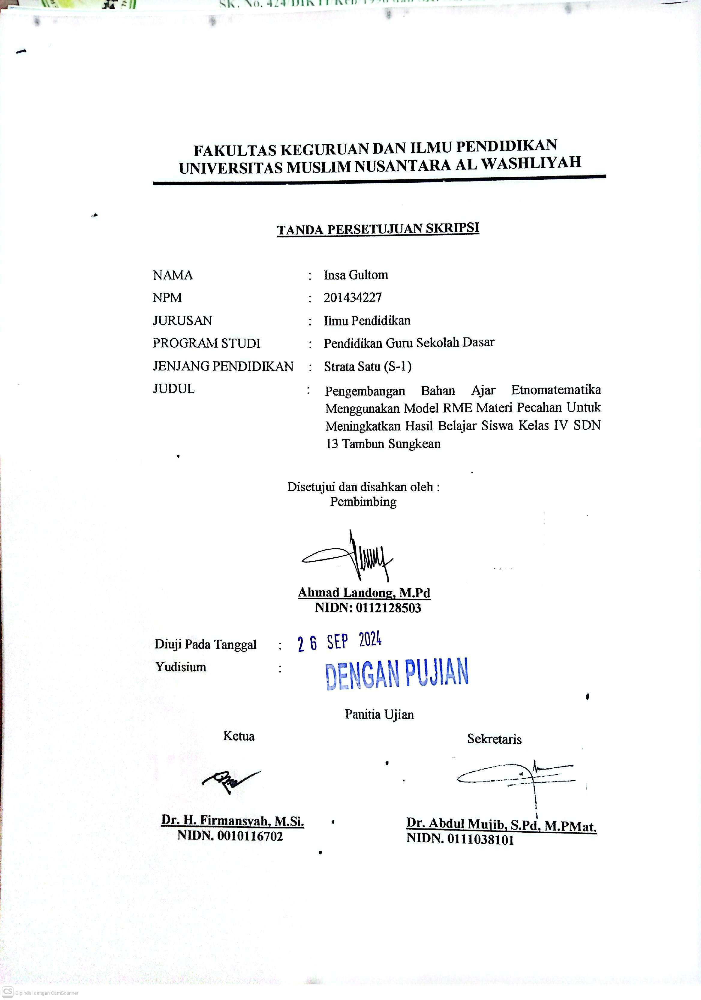 SK. No. 424 DIKTI Kep 1996 dan
FAKULTAS KEGURUAN DAN ILMU PENDIDIKAN
UNIVERSITAS MUSLIM NUSANTARA AL WASHLIYAH
TANDA PERSETUJUAN SKRIPSI
NAMA : Insa Gultom
NPM : 201434227
JURUSAN : Ilmu Pendidikan
PROGRAM STUDI : Pendidikan Guru Sekolah Dasar
JENJANG PENDIDIKAN : Strata Satu (S-1)
JUDUL : Pengembangan Bahan Ajar Etnomatematika
Menggunakan Model RME Materi Pecahan Untuk
Meningkatkan Hasil Belajar Siswa Kelas IV SDN
13 Tambun Sungkean
Disetujui dan disahkan oleh :
Pembimbing
Ahmad Landong, M.Pd
NIDN: 0112128503
Diuji Pada Tanggal : 26 SEP 2024
Yudisium : DENGAN PUJIAN
Panitia Ujian
Ketua Sekretaris
Dr. H. Firmansyah, M.Si. Dr. Abdul Mujib, S.Pd, M.PMat.
NIDN. 0010116702 NIDN. 0111038101
CS Dipindai dengan CamScanner